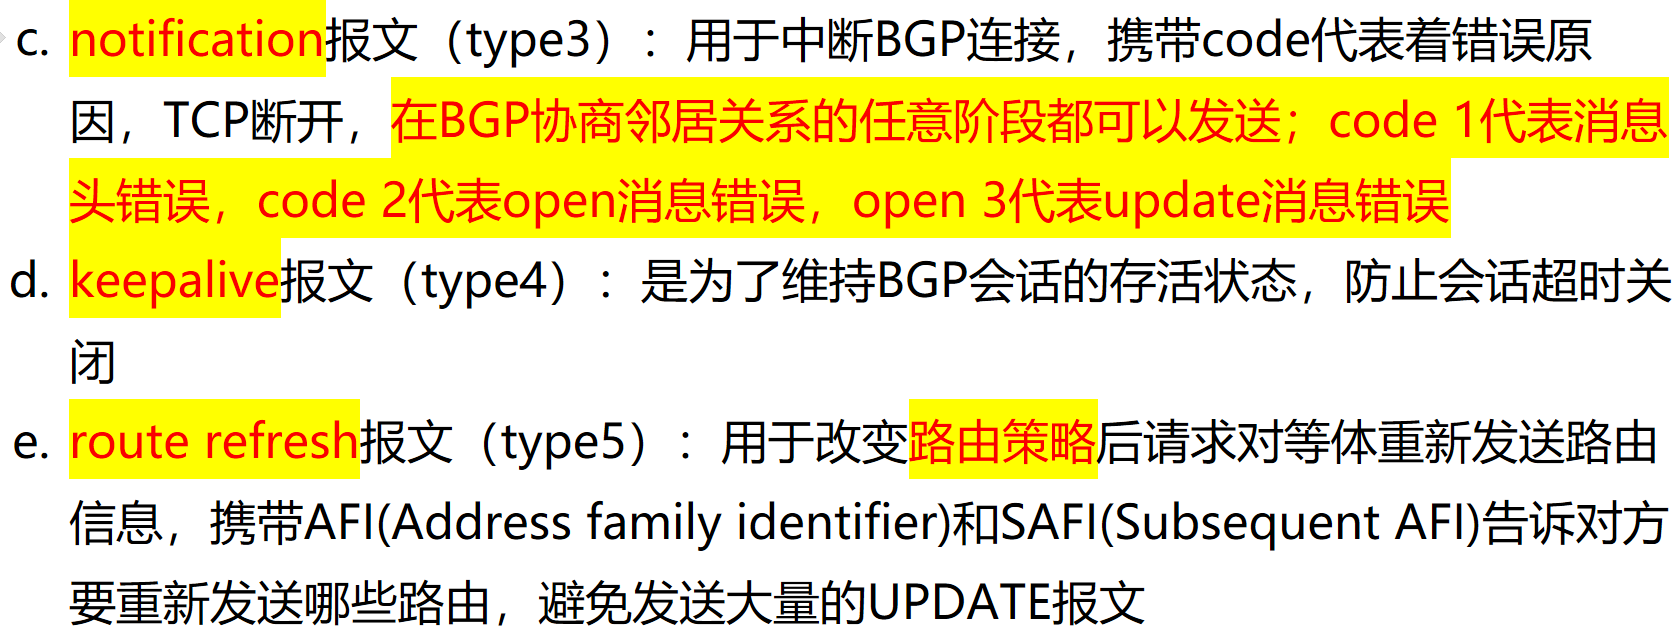 c. notification报文（type3）：用于中断BGP连接，携带code代表着错误原
因，TCP断开，在BGP协商邻居关系的任意阶段都可以发送；code 1代表消息
头错误，code 2代表open消息错误，open 3代表update消息错误
d. keepalive报文（type4）：是为了维持BGP会话的存活状态，防止会话超时关
闭
e. route refresh报文（type5）：用于改变路由策略后请求对等体重新发送路由
信息，携带AFI(Address family identifier)和SAFI(Subsequent AFI)告诉对方
要重新发送哪些路由，避免发送大量的UPDATE报文